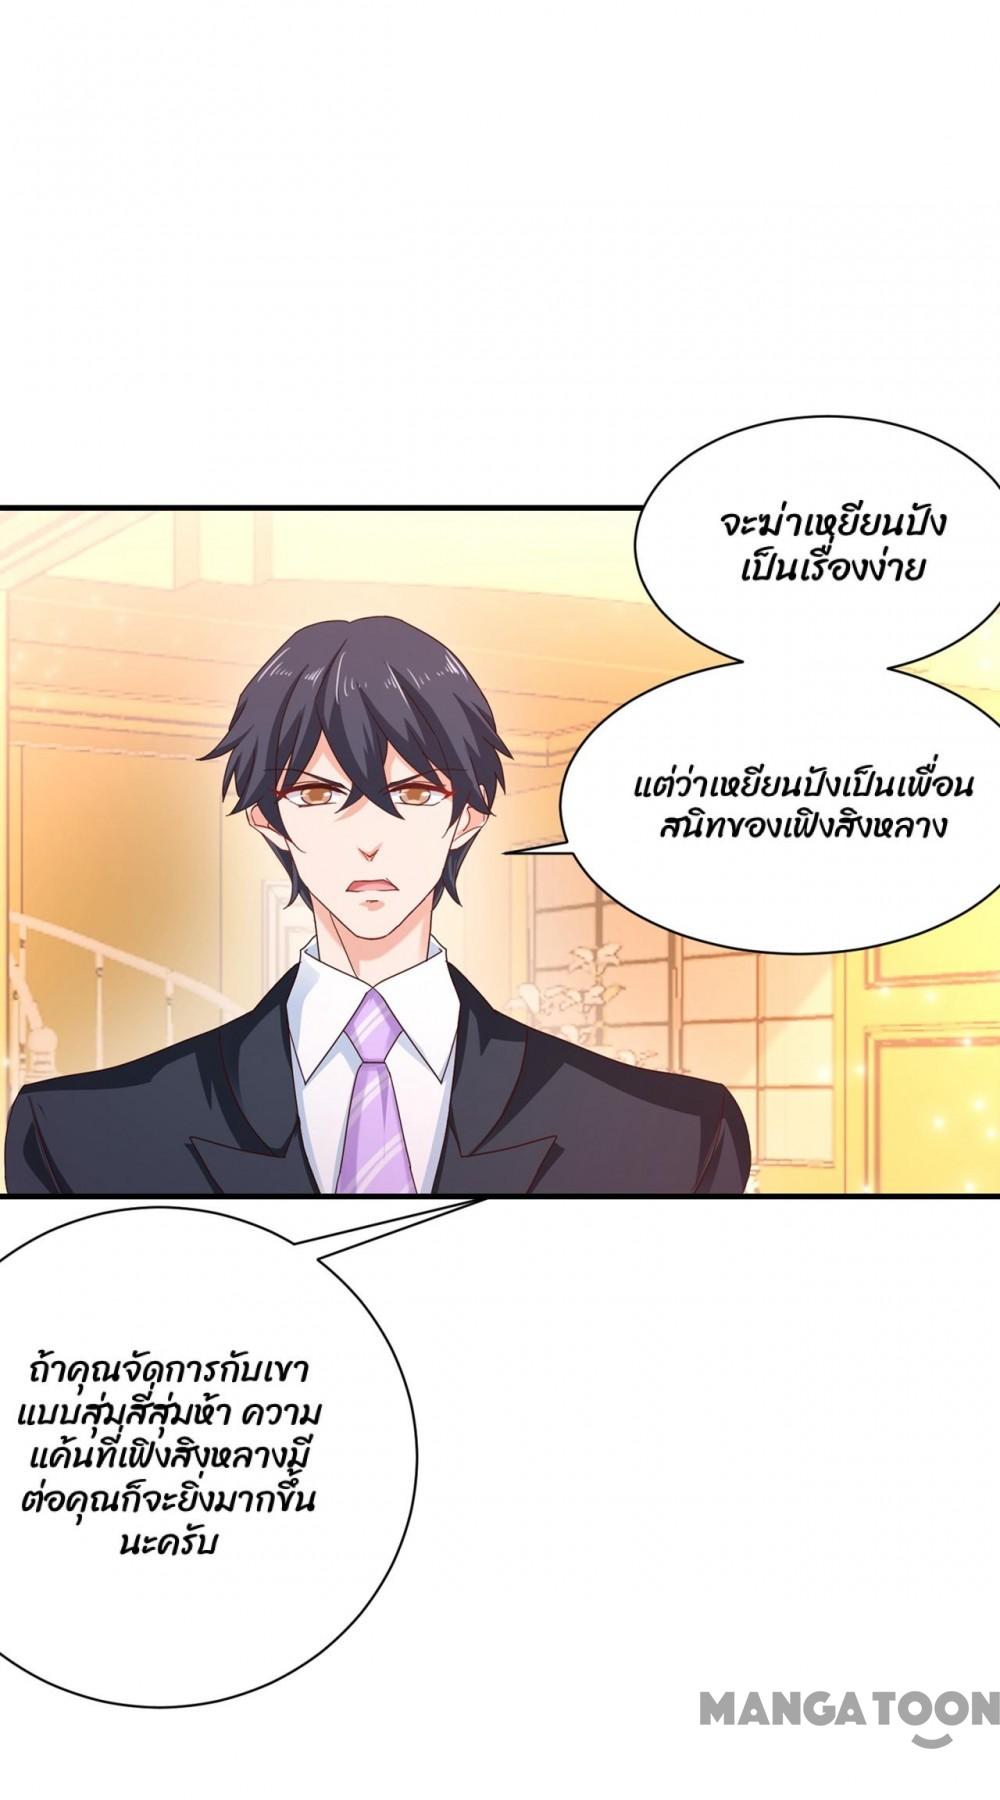 จะฆ่าเหยียนปัง
เป็นเรื่องง่าย
แต่ว่าเหยียนปังเป็นเพื่อน
สนิทของเฟิงสิงหลาง
ถ้าคุณจัดการกับเขา
แบบสุ่มสี่สุ่มห้า ความ
แค้นที่เฟิงสิงหลางมี
ต่อคุณก็จะยิ่งมากขึ้น
นะครับ
MANGATOON